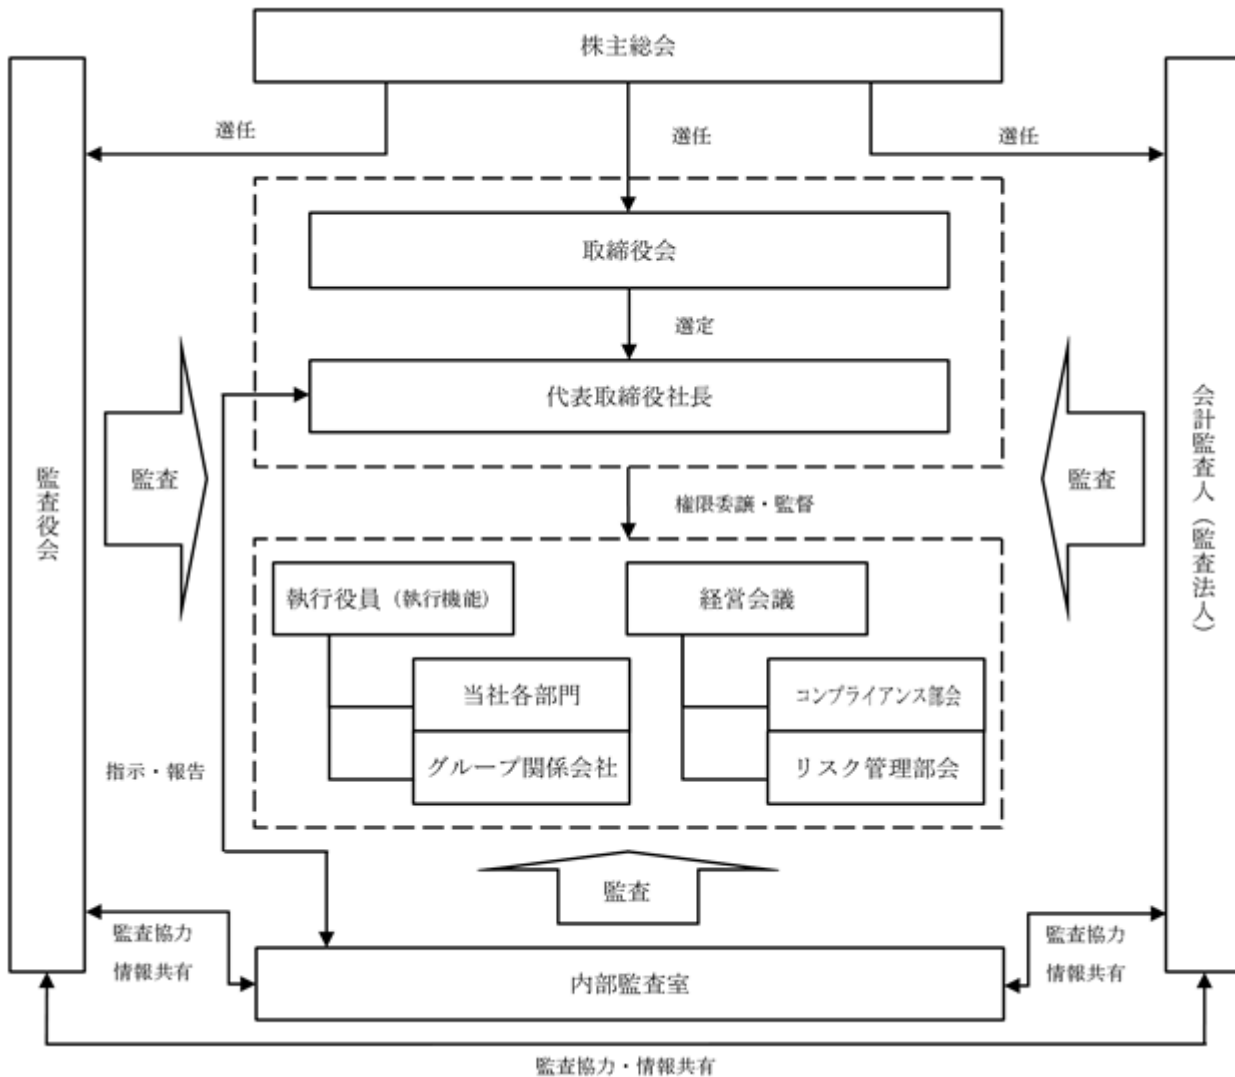 株主総会
選任
選任
選任
取締役会
選定
代表取締役社長
監査役会
監査
監査
会計監査人（監査法人）
権限委譲・監督
執行役員（執行機能）
経営会議
当社各部門
コンプライアンス部会
グループ関係会社
リスク管理部会
指示・報告
監査
監査協力
情報共有
内部監査室
監査協力
情報共有
監査協力・情報共有